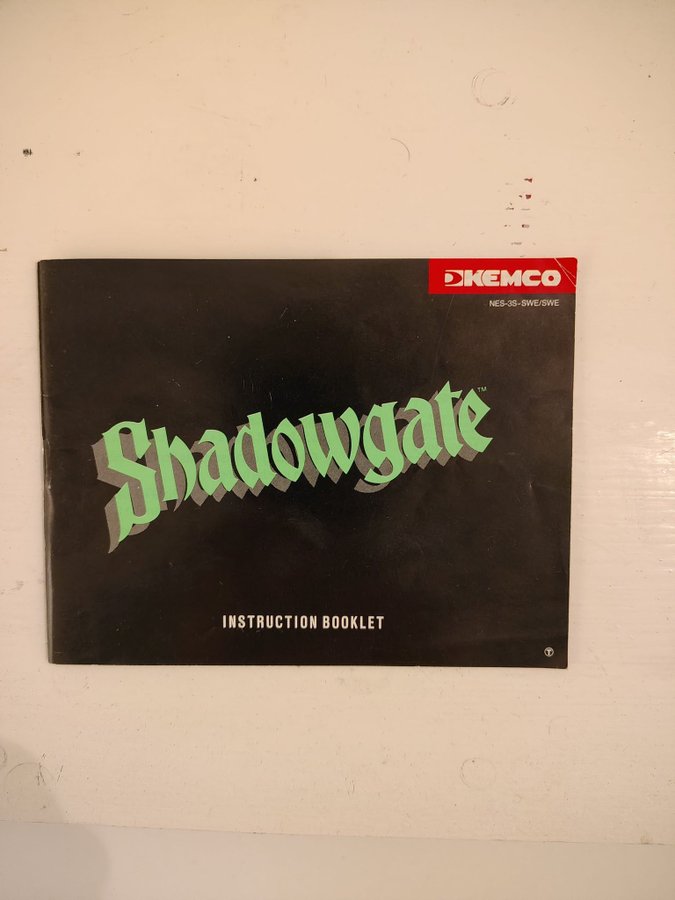 KEMCO
NES-3S-SWE/SWE
Shadowgate™
INSTRUCTION BOOKLET
T